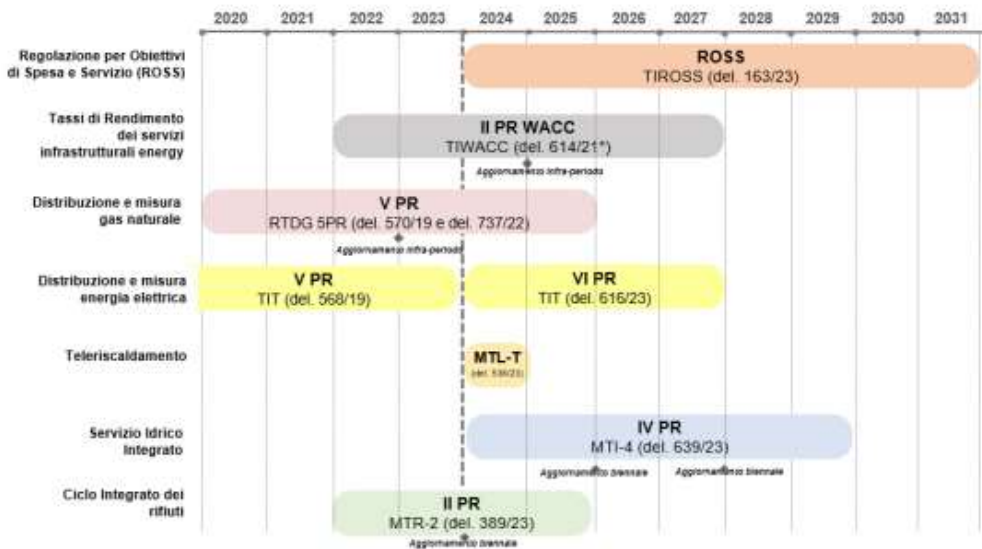 2020 2021 2022 2023 2024 2025 2026 2027 2028 2029 2030 2031
Regolazione per Obiettivi
di Spesa e Servizio (ROSS)
ROSS
TIROSS (del. 163/23)
Tassi di Rendimento
dei servizi
infrastrutturali energy
II PR WACC
TIWACC (del. 614/21*)
Aggiornamento infra-periodo
Distribuzione e misura
gas naturale
V PR
RTDG 5PR (del. 570/19 e del. 737/22)
Aggiornamento infra-periodo
Distribuzione e misura
energia elettrica
V PR
TIT (del. 568/19)
VI PR
TIT (del. 616/23)
Teleriscaldamento
MTL-T
(del. 638/23)
Servizio Idrico
Integrato
IV PR
MTI-4 (del. 639/23)
Aggiornamento biennale Aggiornamento biennale
Ciclo Integrato dei
rifiuti
II PR
MTR-2 (del. 389/23)
Aggiornamento biennale